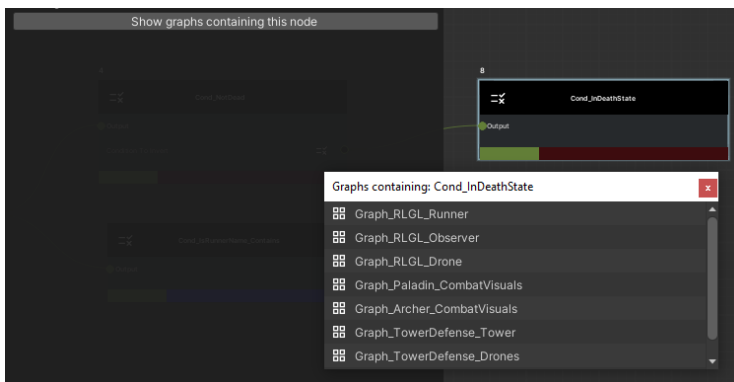 Show graphs containing this node
8
Cond_InDeathState
Output
Graphs containing: Cond_InDeathState
x
Graph_RLGL_Runner
Graph_RLGL_Observer
Graph_RLGL_Drone
Graph_Paladin_CombatVisuals
Graph_Archer_CombatVisuals
Graph_TowerDefense_Tower
Graph_TowerDefense_Drones